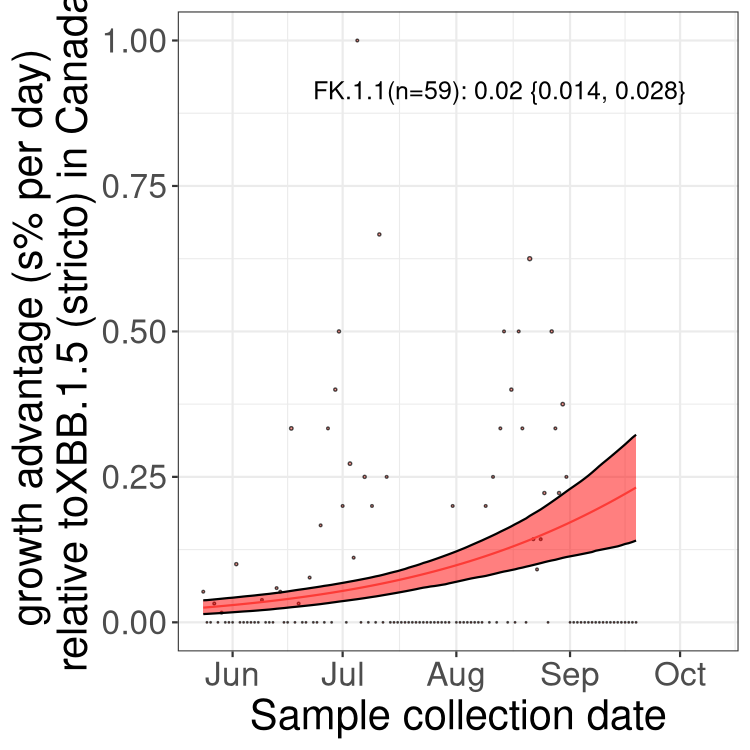 growth advantage (s% per day)
relative toXBB.1.5 (stricto) in Canada
1.00
0.75
0.50
0.25
0.00
FK.1.1(n=59): 0.02 {0.014, 0.028}
Jun Jul Aug Sep Oct
Sample collection date